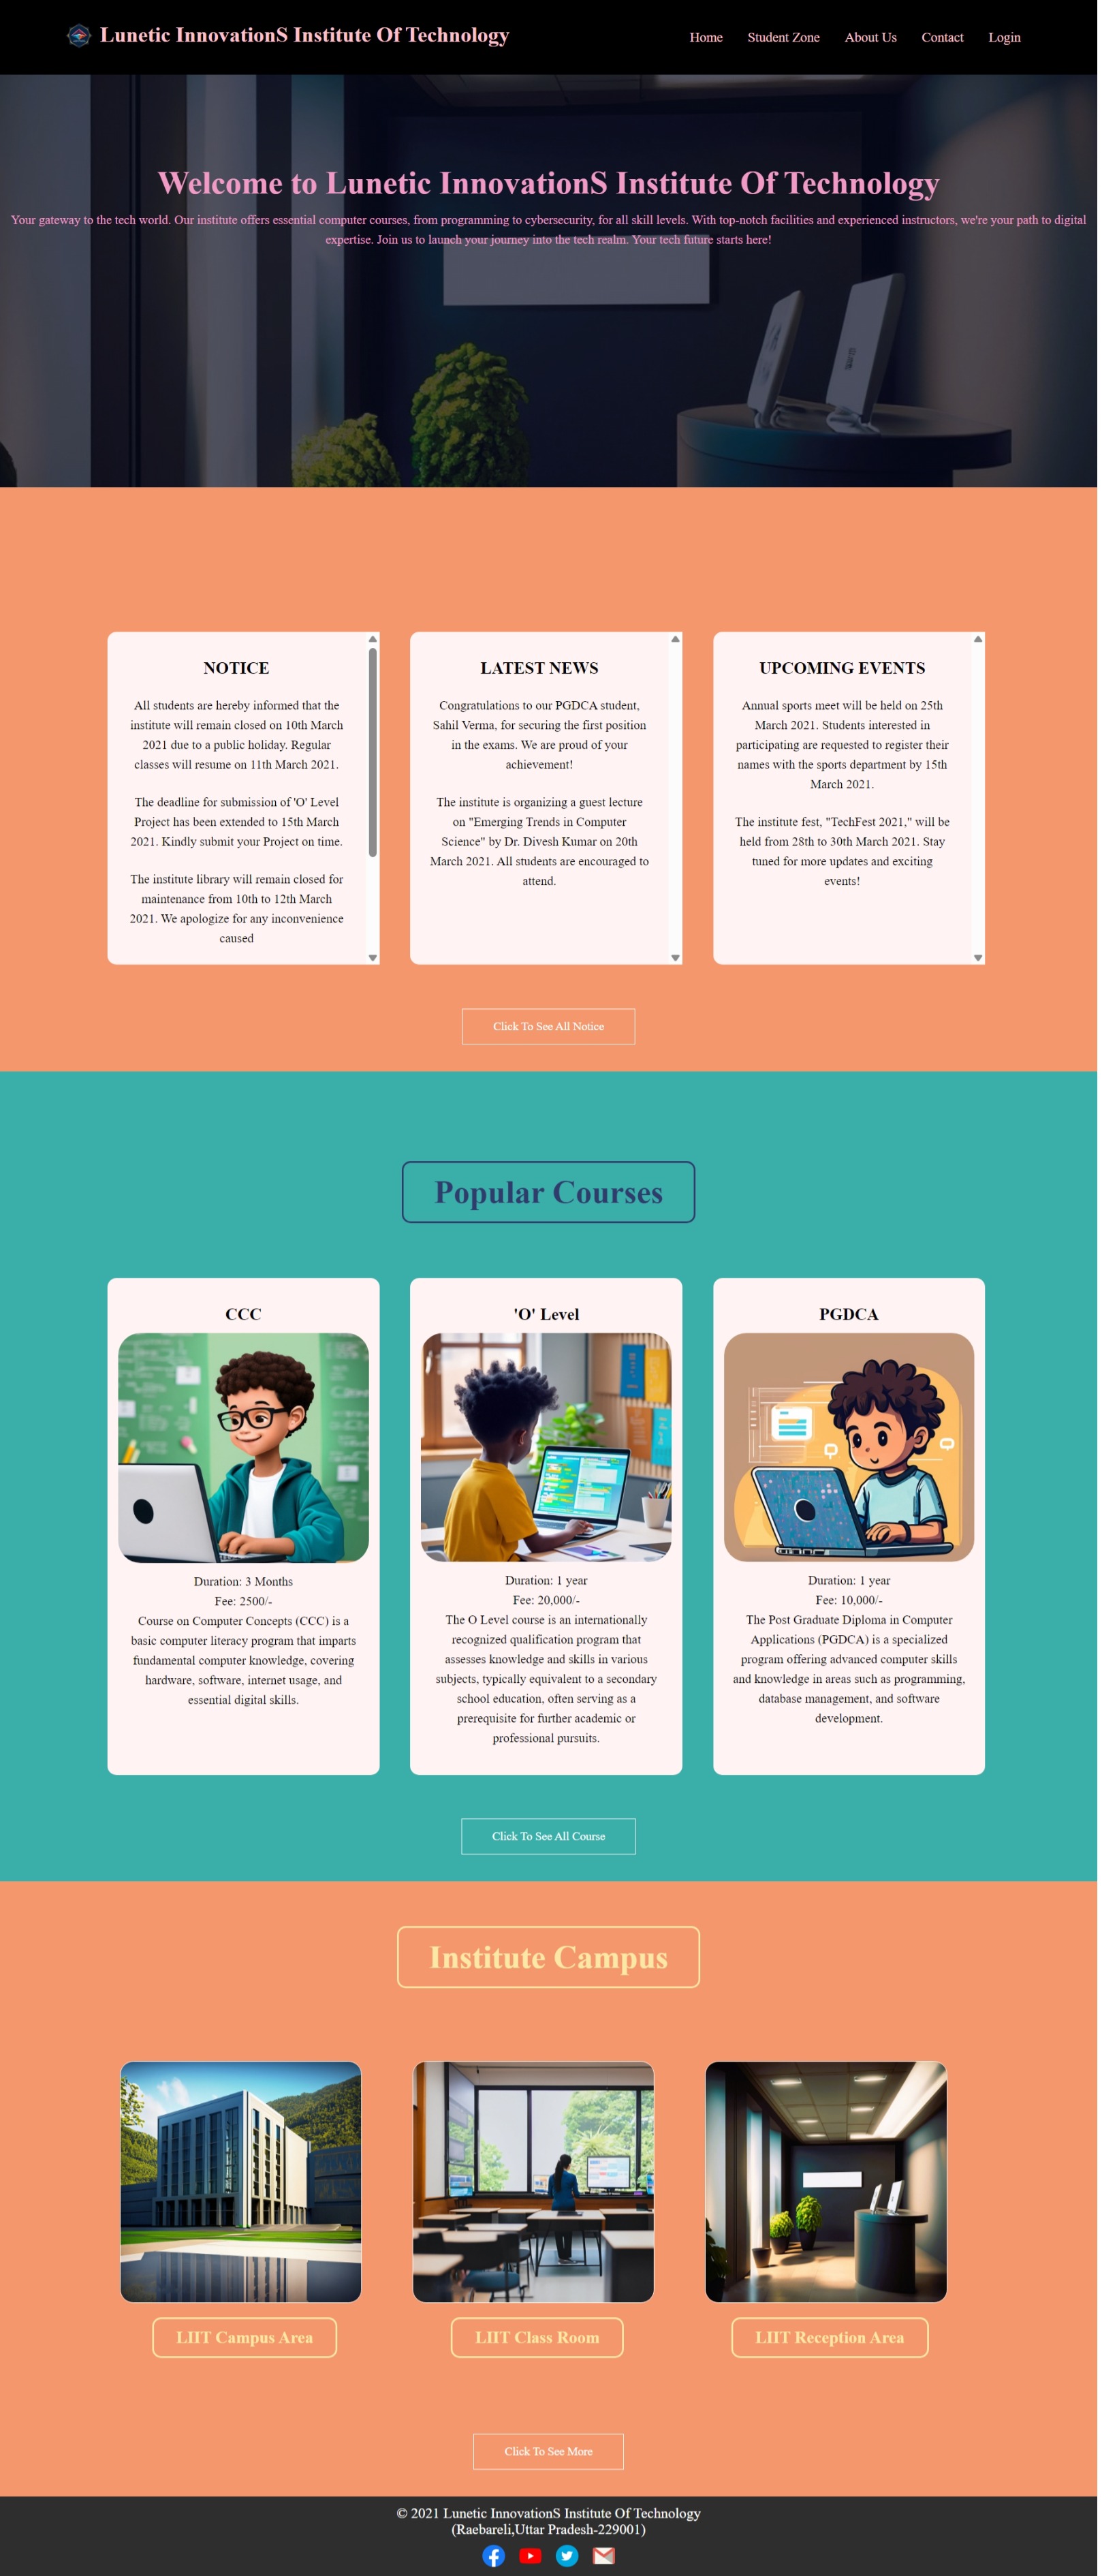 Lunetic InnovationS Institute Of Technology
Home
Student Zone
About Us
Contact
Login
Welcome to Lunetic InnovationS Institute Of Technology
Your gateway to the tech world. Our institute offers essential computer courses, from programming to cybersecurity, for all skill levels. With top-notch facilities and experienced instructors, we're your path to digital
expertise. Join us to launch your journey into the tech realm. Your tech future starts here!
NOTICE
All students are hereby informed that the
institute will remain closed on 10th March
2021 due to a public holiday. Regular
classes will resume on 11th March 2021.
The deadline for submission of 'O' Level
Project has been extended to 15th March
2021. Kindly submit your Project on time.
The institute library will remain closed for
maintenance from 10th to 12th March
2021. We apologize for any inconvenience
caused
LATEST NEWS
Congratulations to our PGDCA student,
Sahil Verma, for securing the first position
in the exams. We are proud of your
achievement!
The institute is organizing a guest lecture
on "Emerging Trends in Computer
Science" by Dr. Divesh Kumar on 20th
March 2021. All students are encouraged to
attend.
UPCOMING EVENTS
Annual sports meet will be held on 25th
March 2021. Students interested in
participating are requested to register their
names with the sports department by 15th
March 2021.
The institute fest, "TechFest 2021," will be
held from 28th to 30th March 2021. Stay
tuned for more updates and exciting
events!
Click To See All Notice
Popular Courses
CCC
Duration: 3 Months
Fee: 2500/-
Course on Computer Concepts (CCC) is a
basic computer literacy program that imparts
fundamental computer knowledge, covering
hardware, software, internet usage, and
essential digital skills.
'O' Level
Duration: 1 year
Fee: 20,000/-
The O Level course is an internationally
recognized qualification program that
assesses knowledge and skills in various
subjects, typically equivalent to a secondary
school education, often serving as a
prerequisite for further academic or
professional pursuits.
PGDCA
Duration: 1 year
Fee: 10,000/-
The Post Graduate Diploma in Computer
Applications (PGDCA) is a specialized
program offering advanced computer skills
and knowledge in areas such as programming,
database management, and software
development.
Click To See All Course
Institute Campus
LIIT Campus Area
LIIT Class Room
LIIT Reception Area
Click To See More
© 2021 Lunetic InnovationS Institute Of Technology
(Raebareli,Uttar Pradesh-229001)